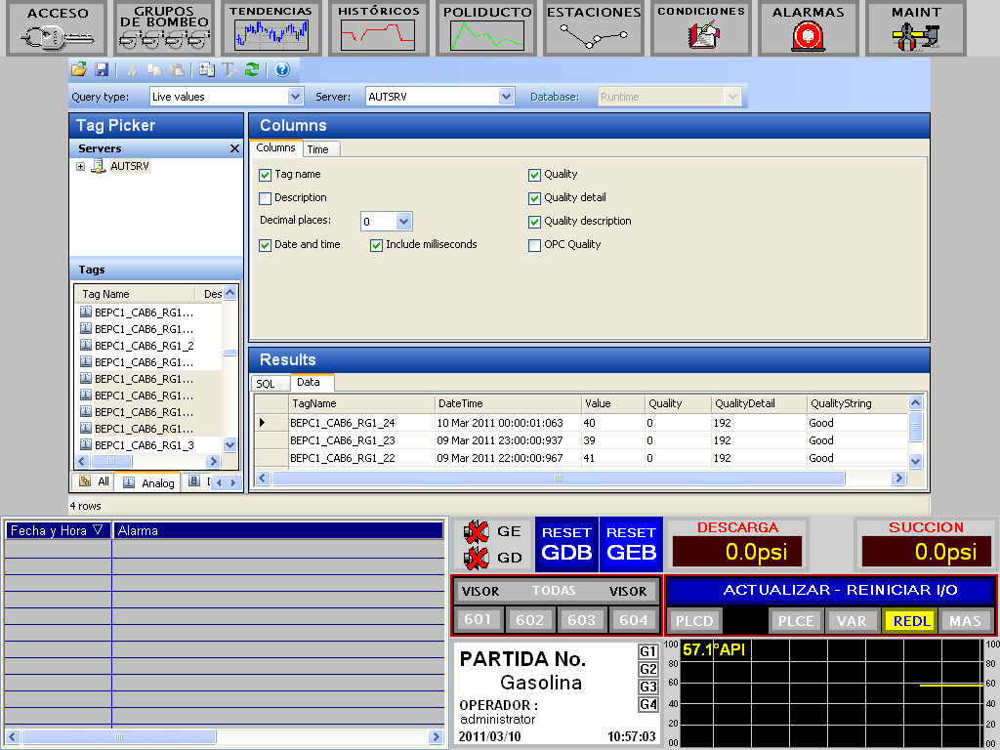 ACCESO
GRUPOS
DE BOMBEO
TENDENCIAS
HISTÓRICOS
POLIDUCTO
ESTACIONES
CONDICIONES
ALARMAS
MAINT
Query type: Live values Server: AUTSRV Database: Runtime
Tag Picker
Servers
AUTSRV
Tags
Tag Name Des
BEPC1_CAB6_RG1...
BEPC1_CAB6_RG1...
BEPC1_CAB6_RG1_2
BEPC1_CAB6_RG1...
BEPC1_CAB6_RG1...
BEPC1_CAB6_RG1...
BEPC1_CAB6_RG1...
BEPC1_CAB6_RG1...
BEPC1_CAB6_RG1_3
All Analog
4 rows
Columns
Columns Time
Tag name
Description
Decimal places: 0
Date and time Include milliseconds
Quality
Quality detail
Quality description
OPC Quality
Results
SQL Data
TagName DateTime Value Quality QualityDetail QualityString
BEPC1_CAB6_RG1_24 10 Mar 2011 00:00:01:063 40 0 192 Good
BEPC1_CAB6_RG1_23 09 Mar 2011 23:00:00:937 39 0 192 Good
BEPC1_CAB6_RG1_22 09 Mar 2011 22:00:00:967 41 0 192 Good
Fecha y Hora Alarma
GE
GD
RESET
GDB
RESET
GEB
DESCARGA
0.0psi
SUCCION
0.0psi
VISOR TODAS VISOR
601 602 603 604
ACTUALIZAR - REINICIAR I/O
PLCD PLCE VAR REDL MAS
PARTIDA No.
Gasolina
OPERADOR :
administrator
2011/03/10 10:57:03
G1
G2
G3
G4
57.1°API
100
80
60
40
20
00
100
80
60
40
20
00